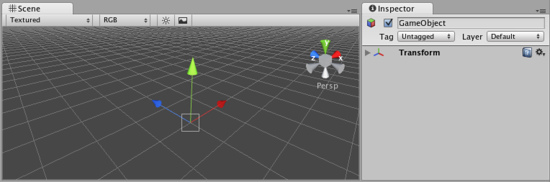 Scene
Textured
RGB
y
z
x
Persp
Inspector
GameObject
Tag Untagged Layer Default
Transform